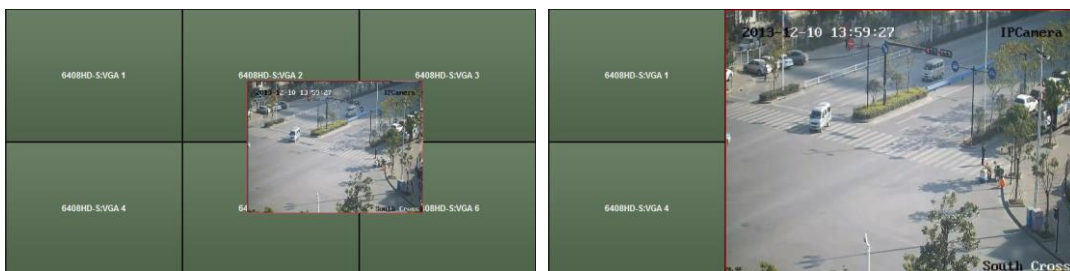 6408HD-S:VGA 1
6408HD-S:VGA 2
6408HD-S:VGA 3
2013-12-10 13:59:27
IPCamera
6408HD-S:VGA 4
64
08HD-S:VGA 6
South Cross
6408HD-S:VGA 1
2013-12-10 13:59:27
IPCamera
6408HD-S:VGA 4
South Cross